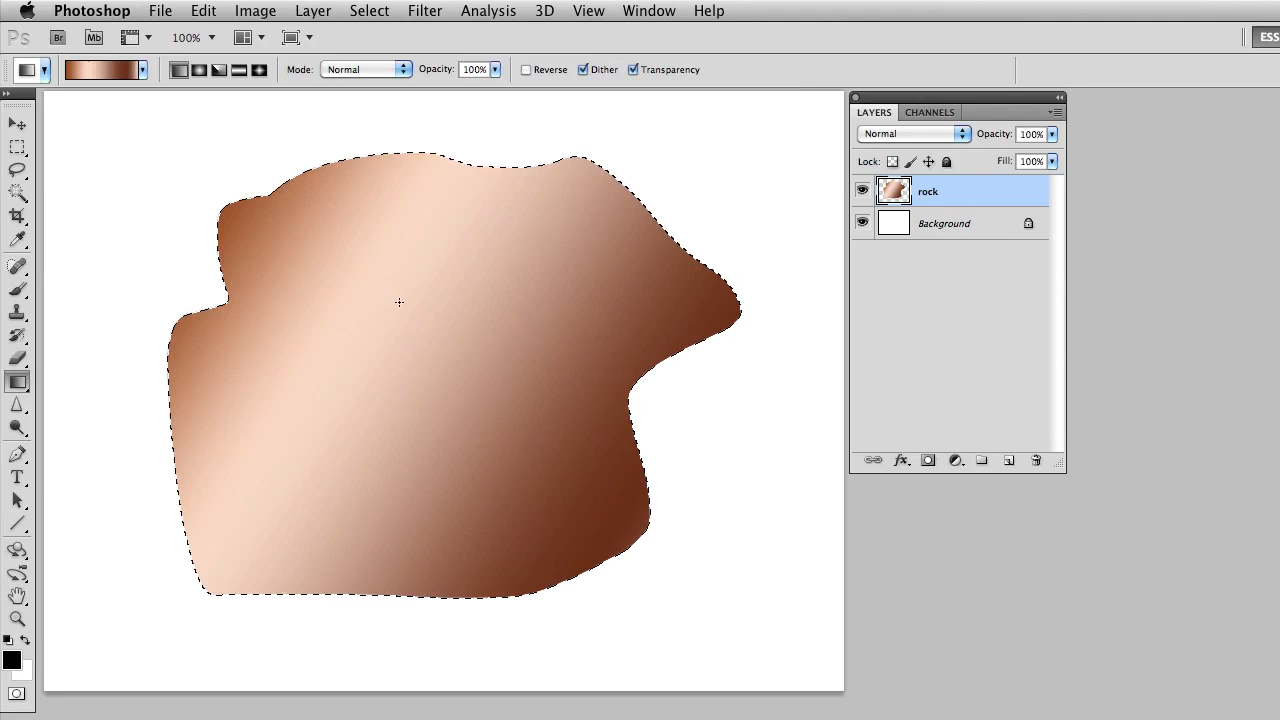 Photoshop File Edit Image Layer Select Filter Analysis 3D View Window Help
Ps Br Mb 100% ESS
Mode: Normal Opacity: 100% Reverse Dither Transparency
LAYERS CHANNELS
Normal Opacity: 100%
Lock: Fill: 100%
rock
Background
fx
T